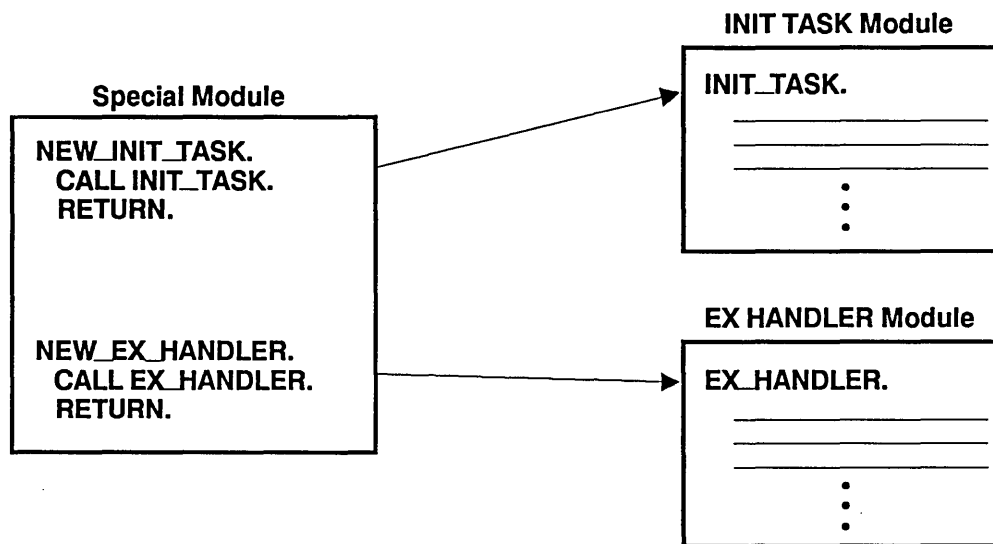 Special Module
NEW_INIT_TASK.
CALL INIT_TASK.
RETURN.
NEW_EX_HANDLER.
CALL EX_HANDLER.
RETURN.
INIT TASK Module
INIT_TASK.
EX HANDLER Module
EX_HANDLER.